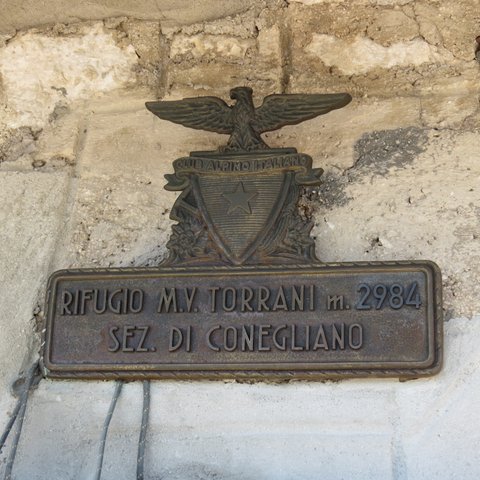 CLUB ALPINO ITALIANO
RIFUGIO M.V. TORRANI m. 2984
SEZ. DI CONEGLIANO